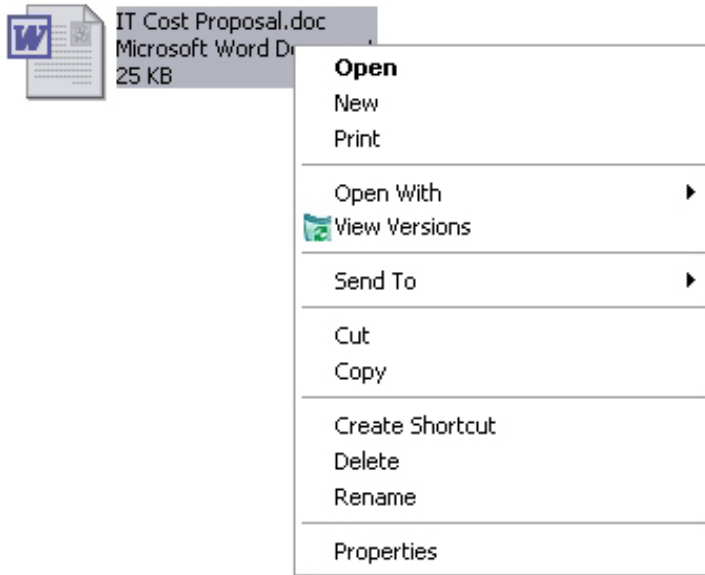 IT Cost Proposal.doc
Microsoft Word
25 KB
Open
New
Print
Open With
View Versions
Send To
Cut
Copy
Create Shortcut
Delete
Rename
Properties